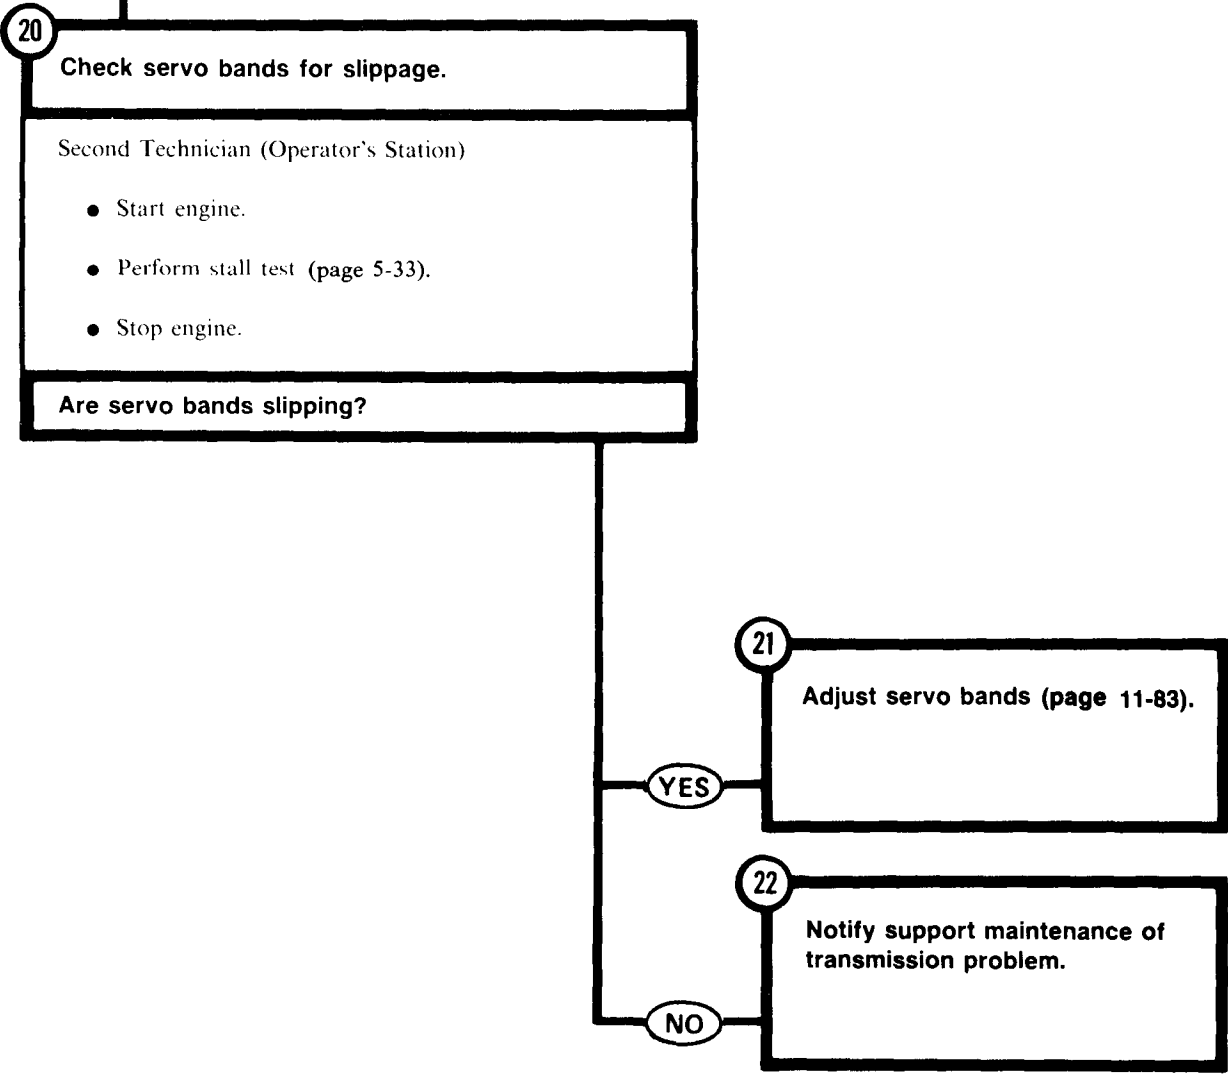 20
Check servo bands for slippage.
Second Technician (Operator's Station)
● Start engine.
● Perform stall test (page 5-33).
● Stop engine.
Are servo bands slipping?
21
Adjust servo bands (page 11-83).
YES
22
Notify support maintenance of
transmission problem.
NO